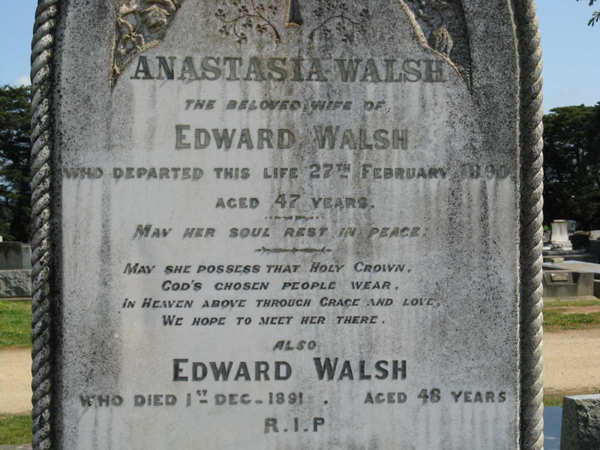 ANASTASIA WALSH
THE BELOVED WIFE OF
EDWARD WALSH
WHO DEPARTED THIS LIFE 27TH FEBRUARY 1890
AGED 47 YEARS.
MAY HER SOUL REST IN PEACE.
MAY SHE POSSESS THAT HOLY CROWN,
GOD'S CHOSEN PEOPLE WEAR,
IN HEAVEN ABOVE THROUGH GRACE AND LOVE,
WE HOPE TO MEET HER THERE.
ALSO
EDWARD WALSH
WHO DIED 1ST DEC. 1891. AGED 48 YEARS
R.I.P